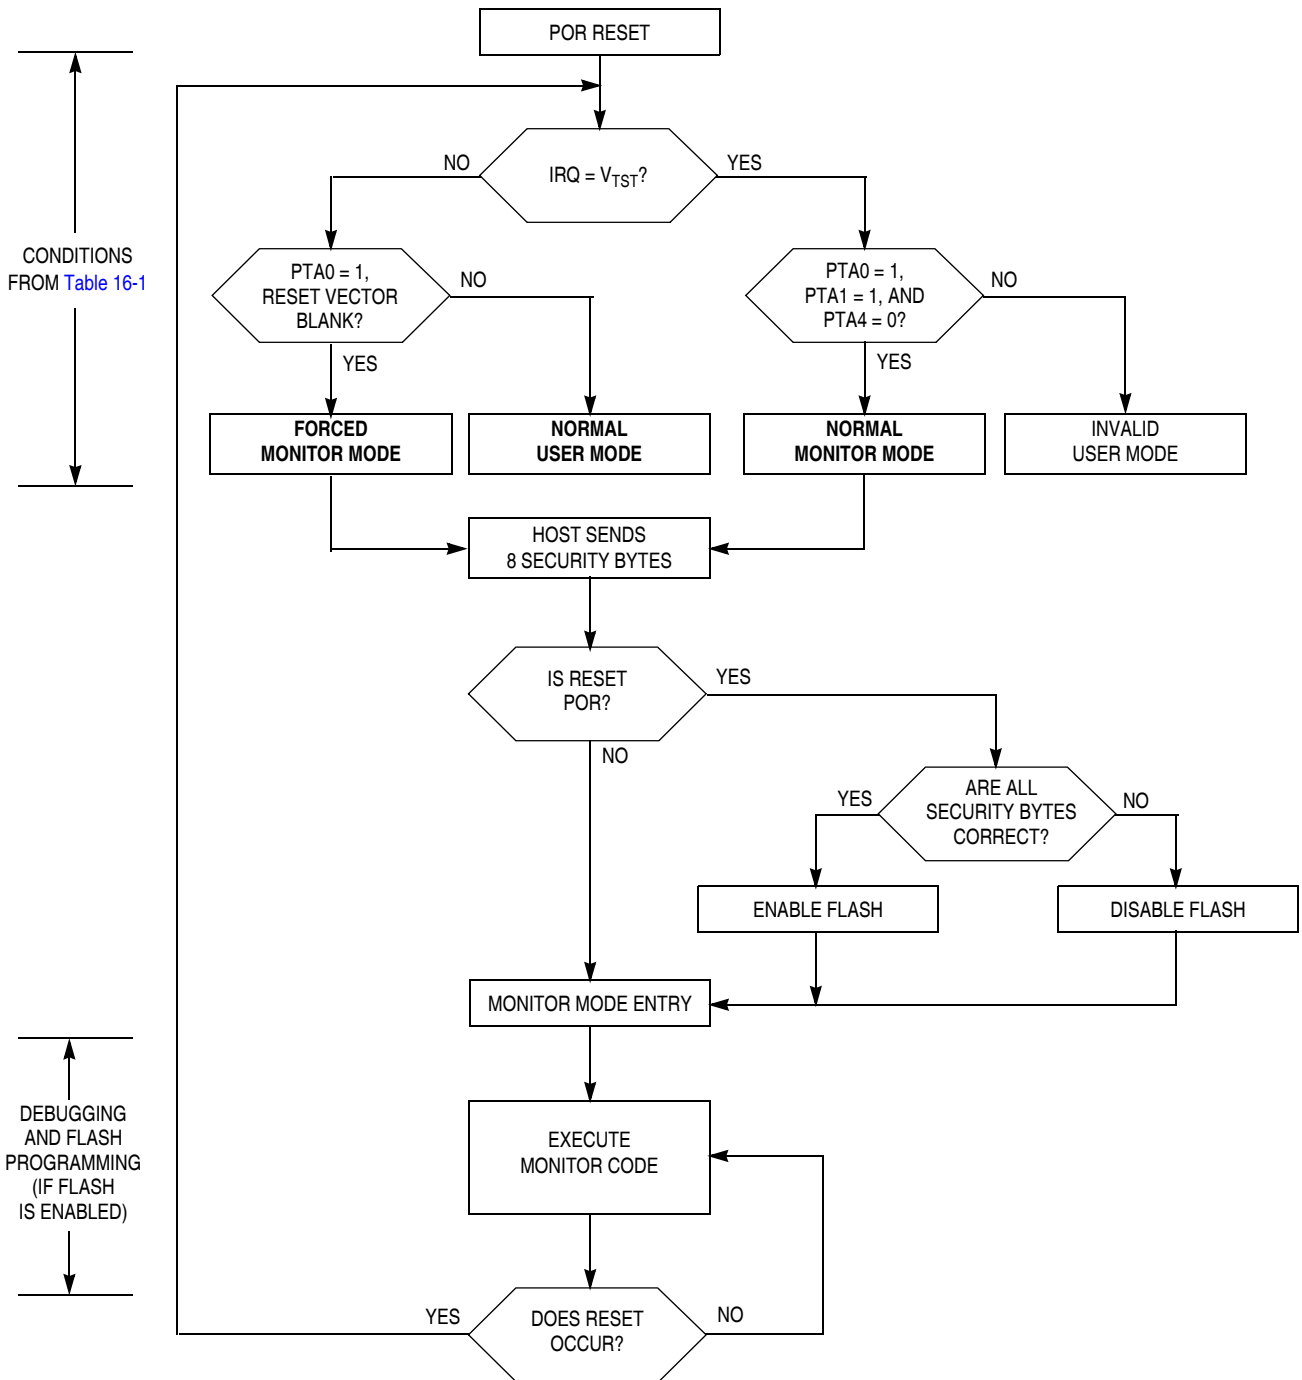 POR RESET
NO
IRQ = VTST?
YES
CONDITIONS
FROM Table 16-1
PTA0 = 1,
RESET VECTOR
BLANK?
NO
YES
PTA0 = 1,
PTA1 = 1, AND
PTA4 = 0?
NO
YES
FORCED
MONITOR MODE
NORMAL
USER MODE
NORMAL
MONITOR MODE
INVALID
USER MODE
HOST SENDS
8 SECURITY BYTES
IS RESET
POR?
YES
NO
ARE ALL
SECURITY BYTES
CORRECT?
YES
NO
ENABLE FLASH
DISABLE FLASH
MONITOR MODE ENTRY
DEBUGGING
AND FLASH
PROGRAMMING
(IF FLASH
IS ENABLED)
EXECUTE
MONITOR CODE
YES
DOES RESET
OCCUR?
NO